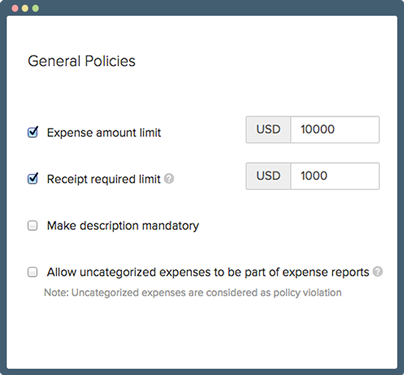 General Policies
Expense amount limit USD 10000
Receipt required limit ? USD 1000
Make description mandatory
Allow uncategorized expenses to be part of expense reports ?
Note: Uncategorized expenses are considered as policy violation